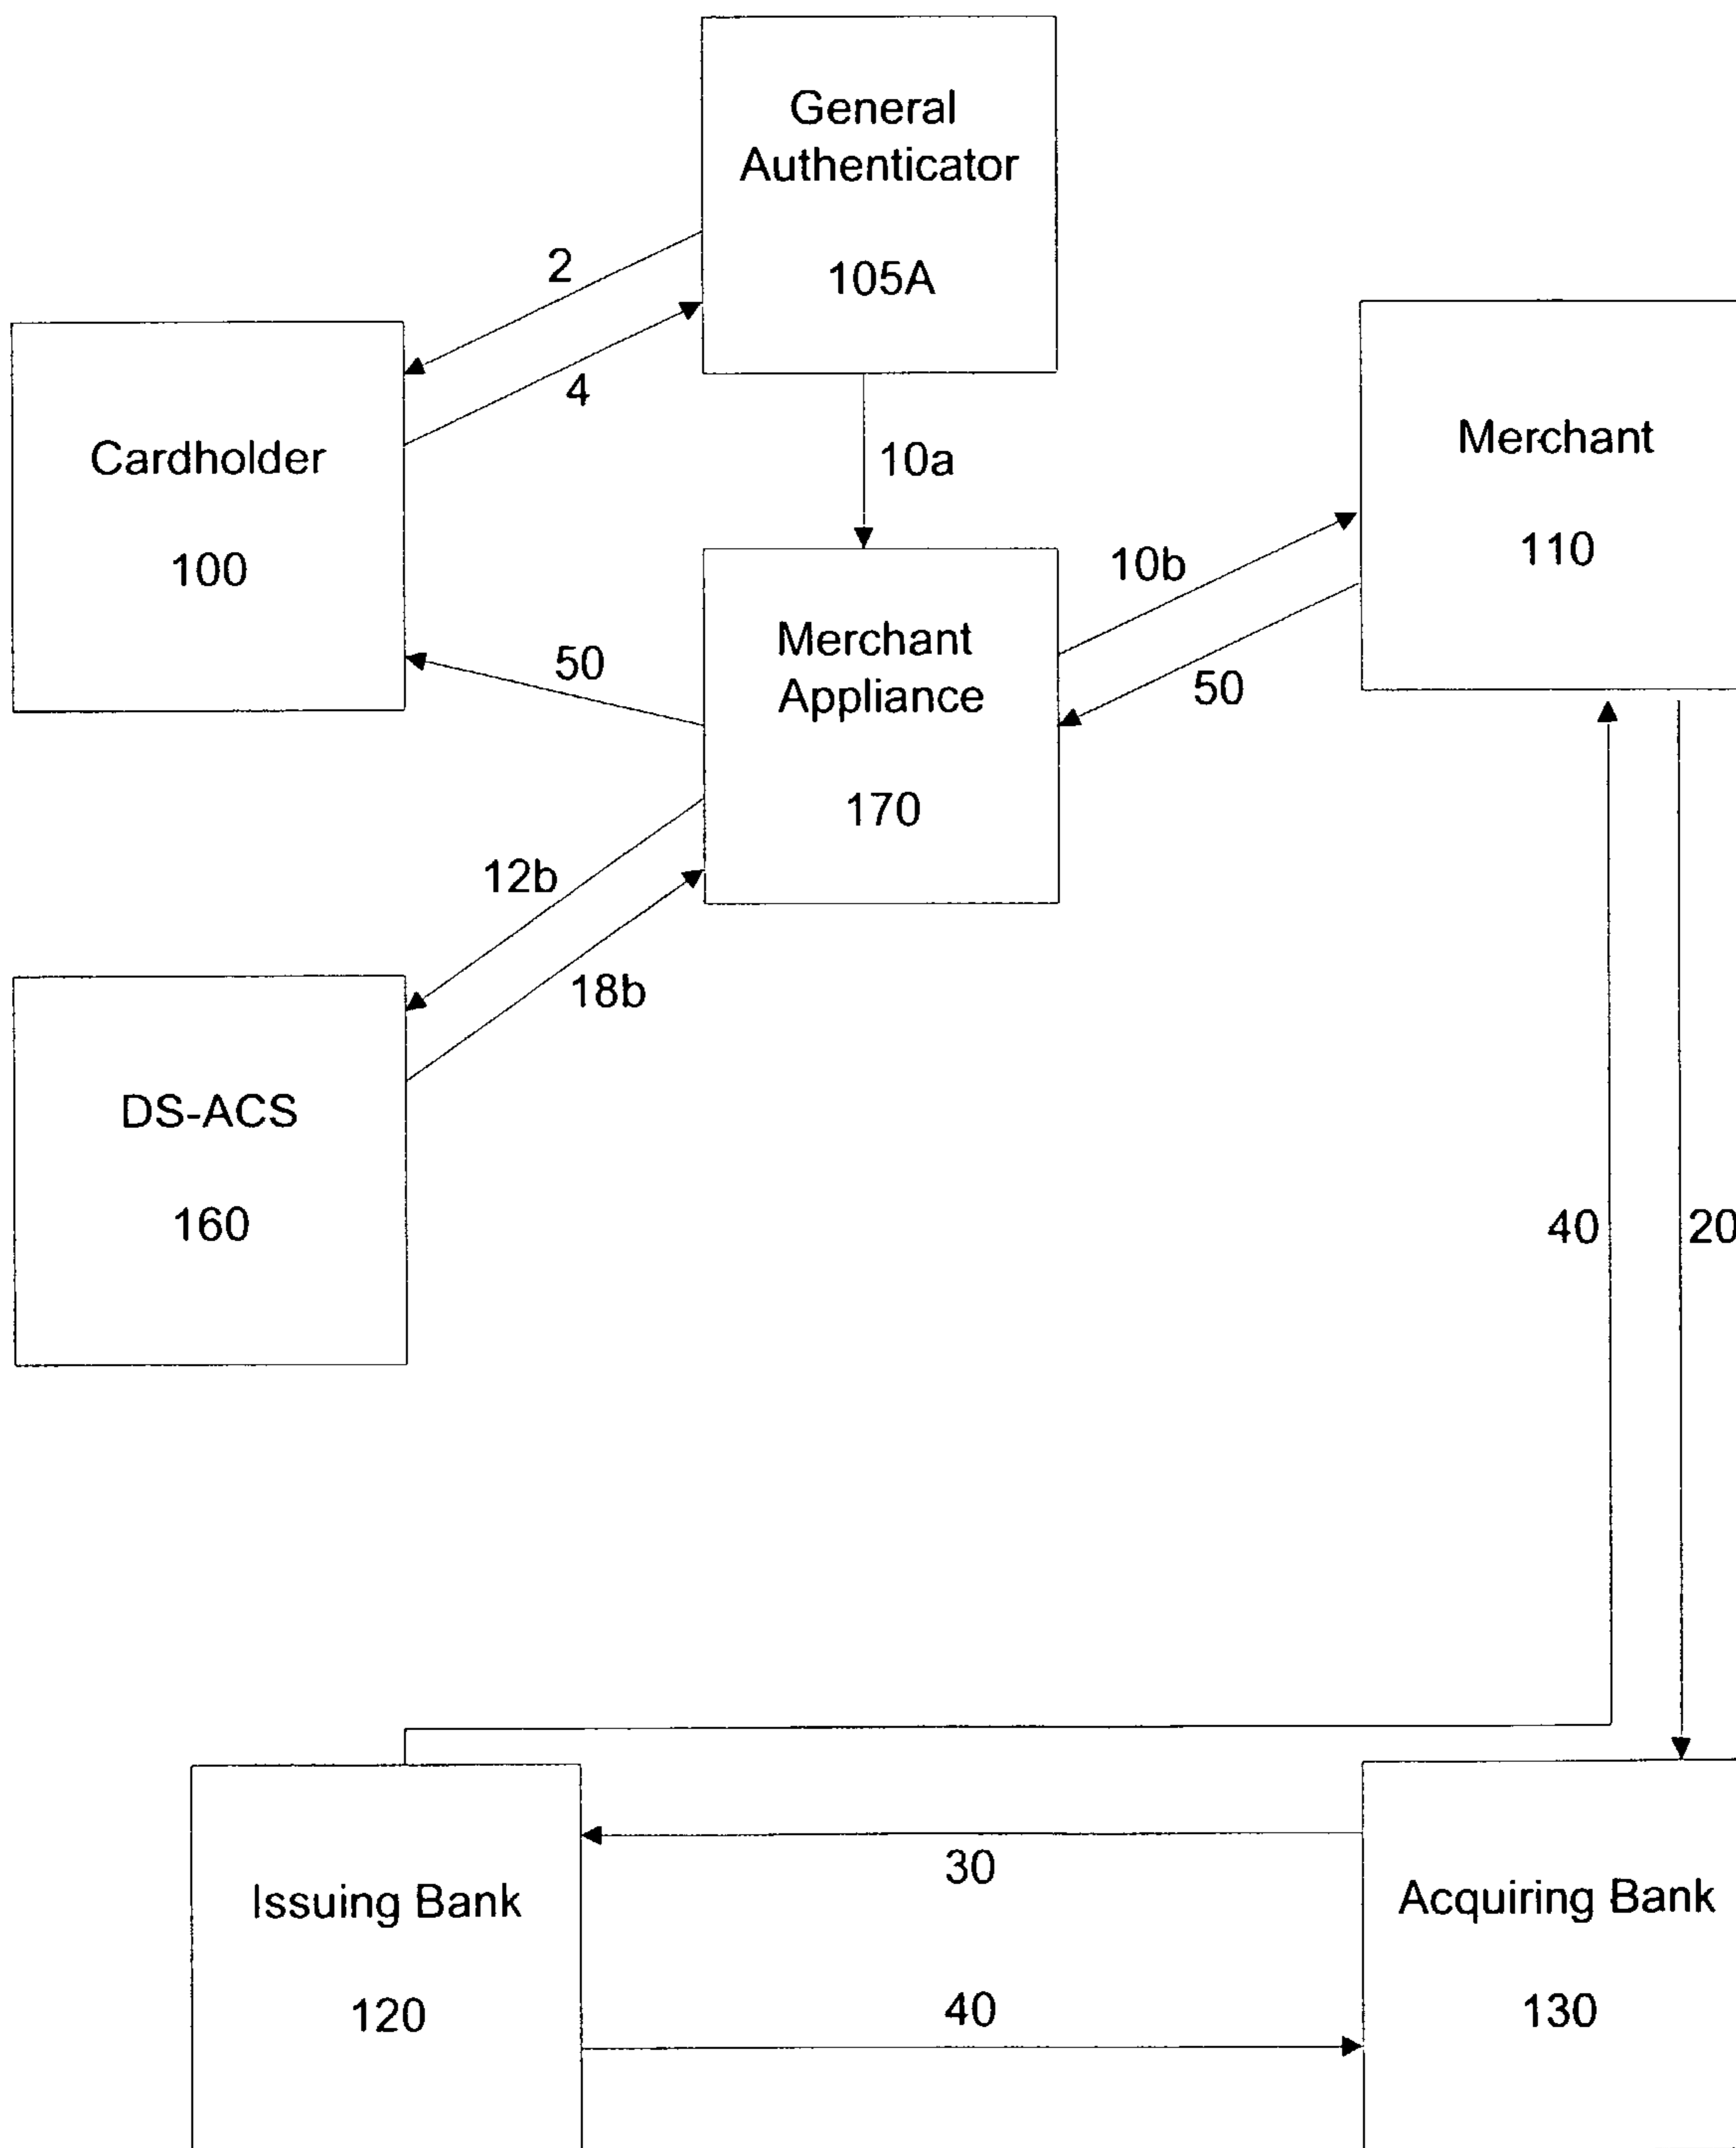 General
Authenticator
105A
2
4
Cardholder
100
10a
Merchant
110
10b
50
50
Merchant
Appliance
170
12b
18b
DS-ACS
160
40
20
30
Issuing Bank
120
40
Acquiring Bank
130